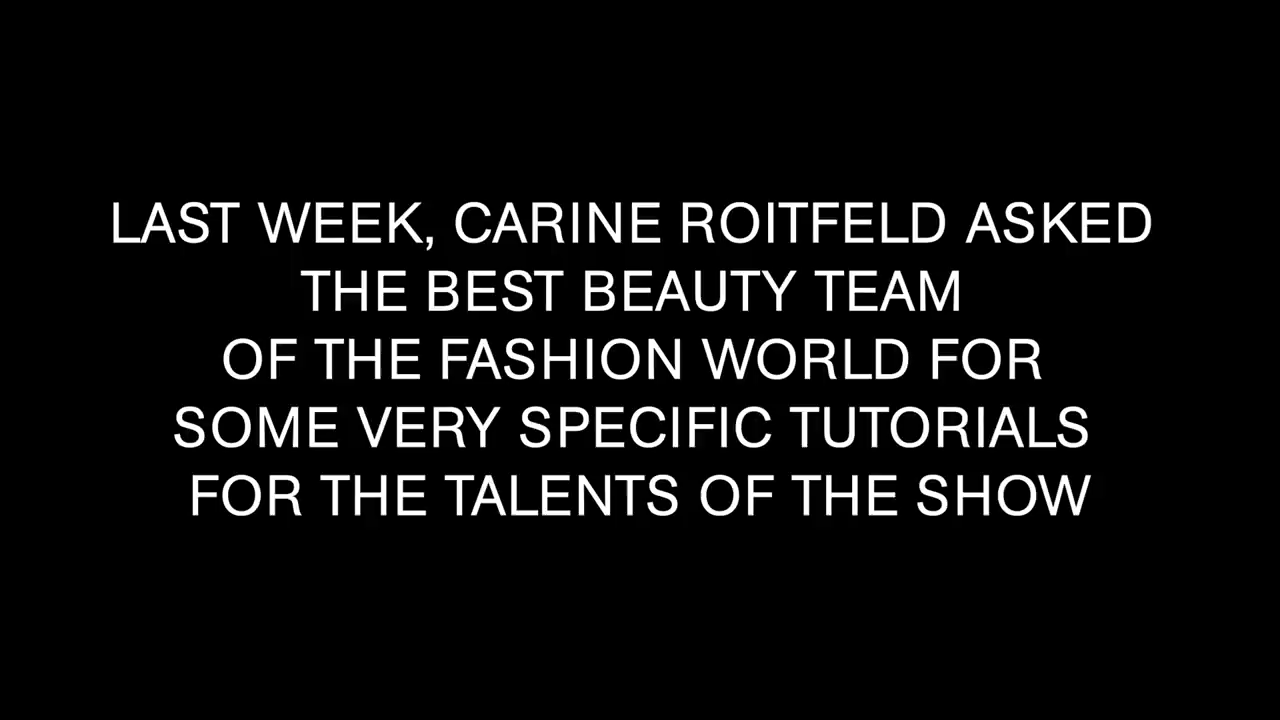 LAST WEEK, CARINE ROITFELD ASKED
THE BEST BEAUTY TEAM
OF THE FASHION WORLD FOR
SOME VERY SPECIFIC TUTORIALS
FOR THE TALENTS OF THE SHOW